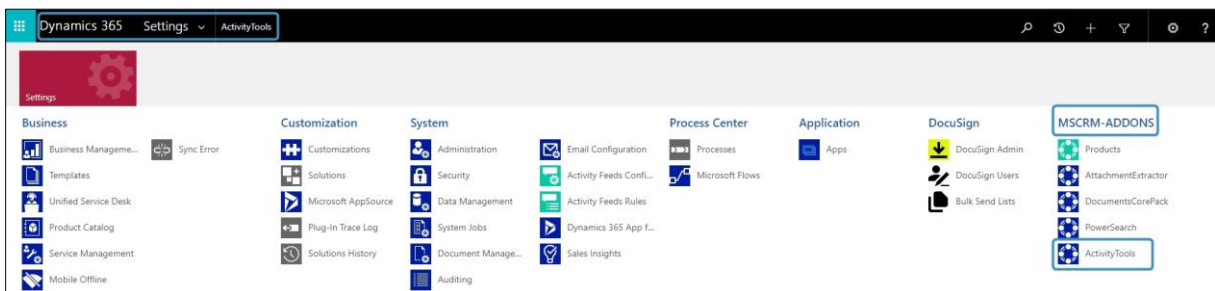 Dynamics 365 Settings ActivityTools
?
Settings
Business
Business Manageme...
Sync Error
Templates
Unified Service Desk
Product Catalog
Service Management
Mobile Offline
Customization
Customizations
Solutions
Microsoft AppSource
Plug-In Trace Log
Solutions History
System
Administration
Security
Data Management
System Jobs
Document Manage...
Auditing
Email Configuration
Activity Feeds Confi...
Activity Feeds Rules
Dynamics 365 App f...
Sales Insights
Process Center
Processes
Microsoft Flows
Application
Apps
DocuSign
DocuSign Admin
DocuSign Users
Bulk Send Lists
MSCRM-ADDONS
Products
AttachmentExtractor
DocumentsCorePack
PowerSearch
ActivityTools